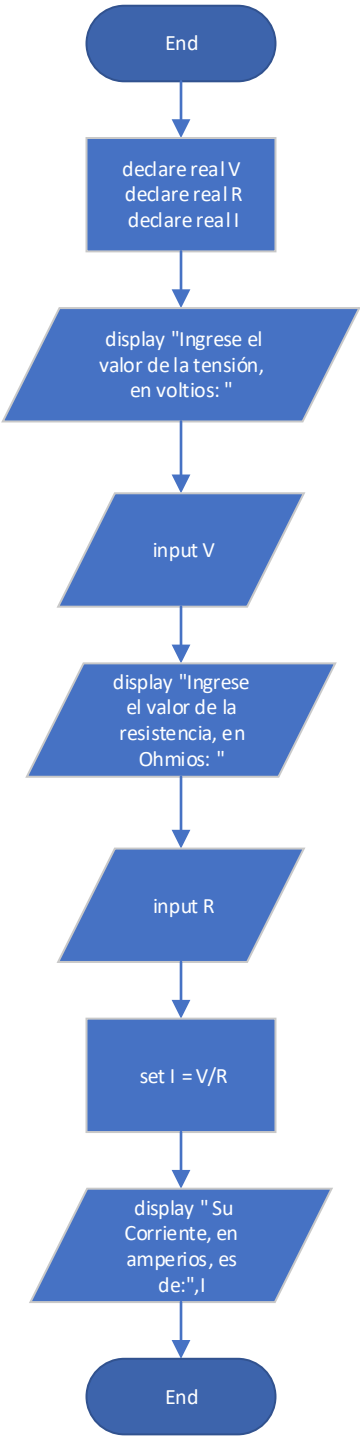 End
declare real V
declare real R
declare real I
display "Ingrese el
valor de la tensión,
en voltios: "
input V
display "Ingrese
el valor de la
resistencia, en
Ohmios: "
input R
set I = V/R
display " Su
Corriente, en
amperios, es
de:",I
End